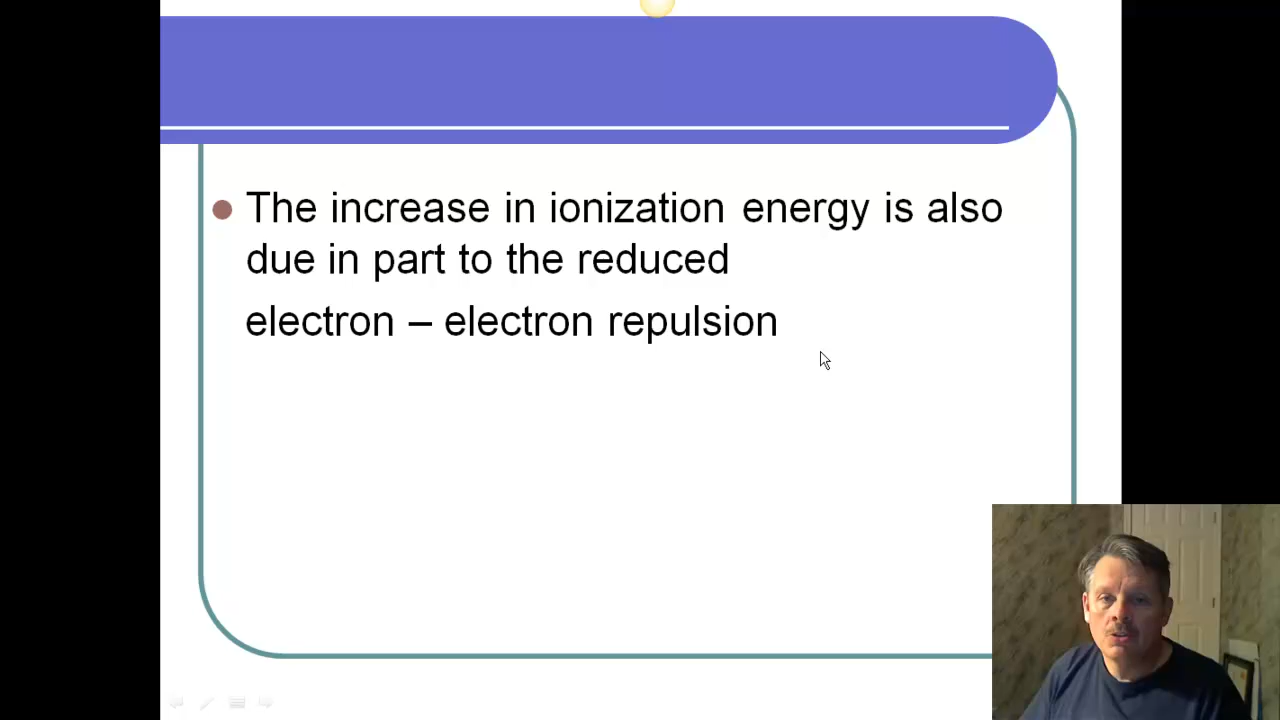 The increase in ionization energy is also
due in part to the reduced
electron – electron repulsion